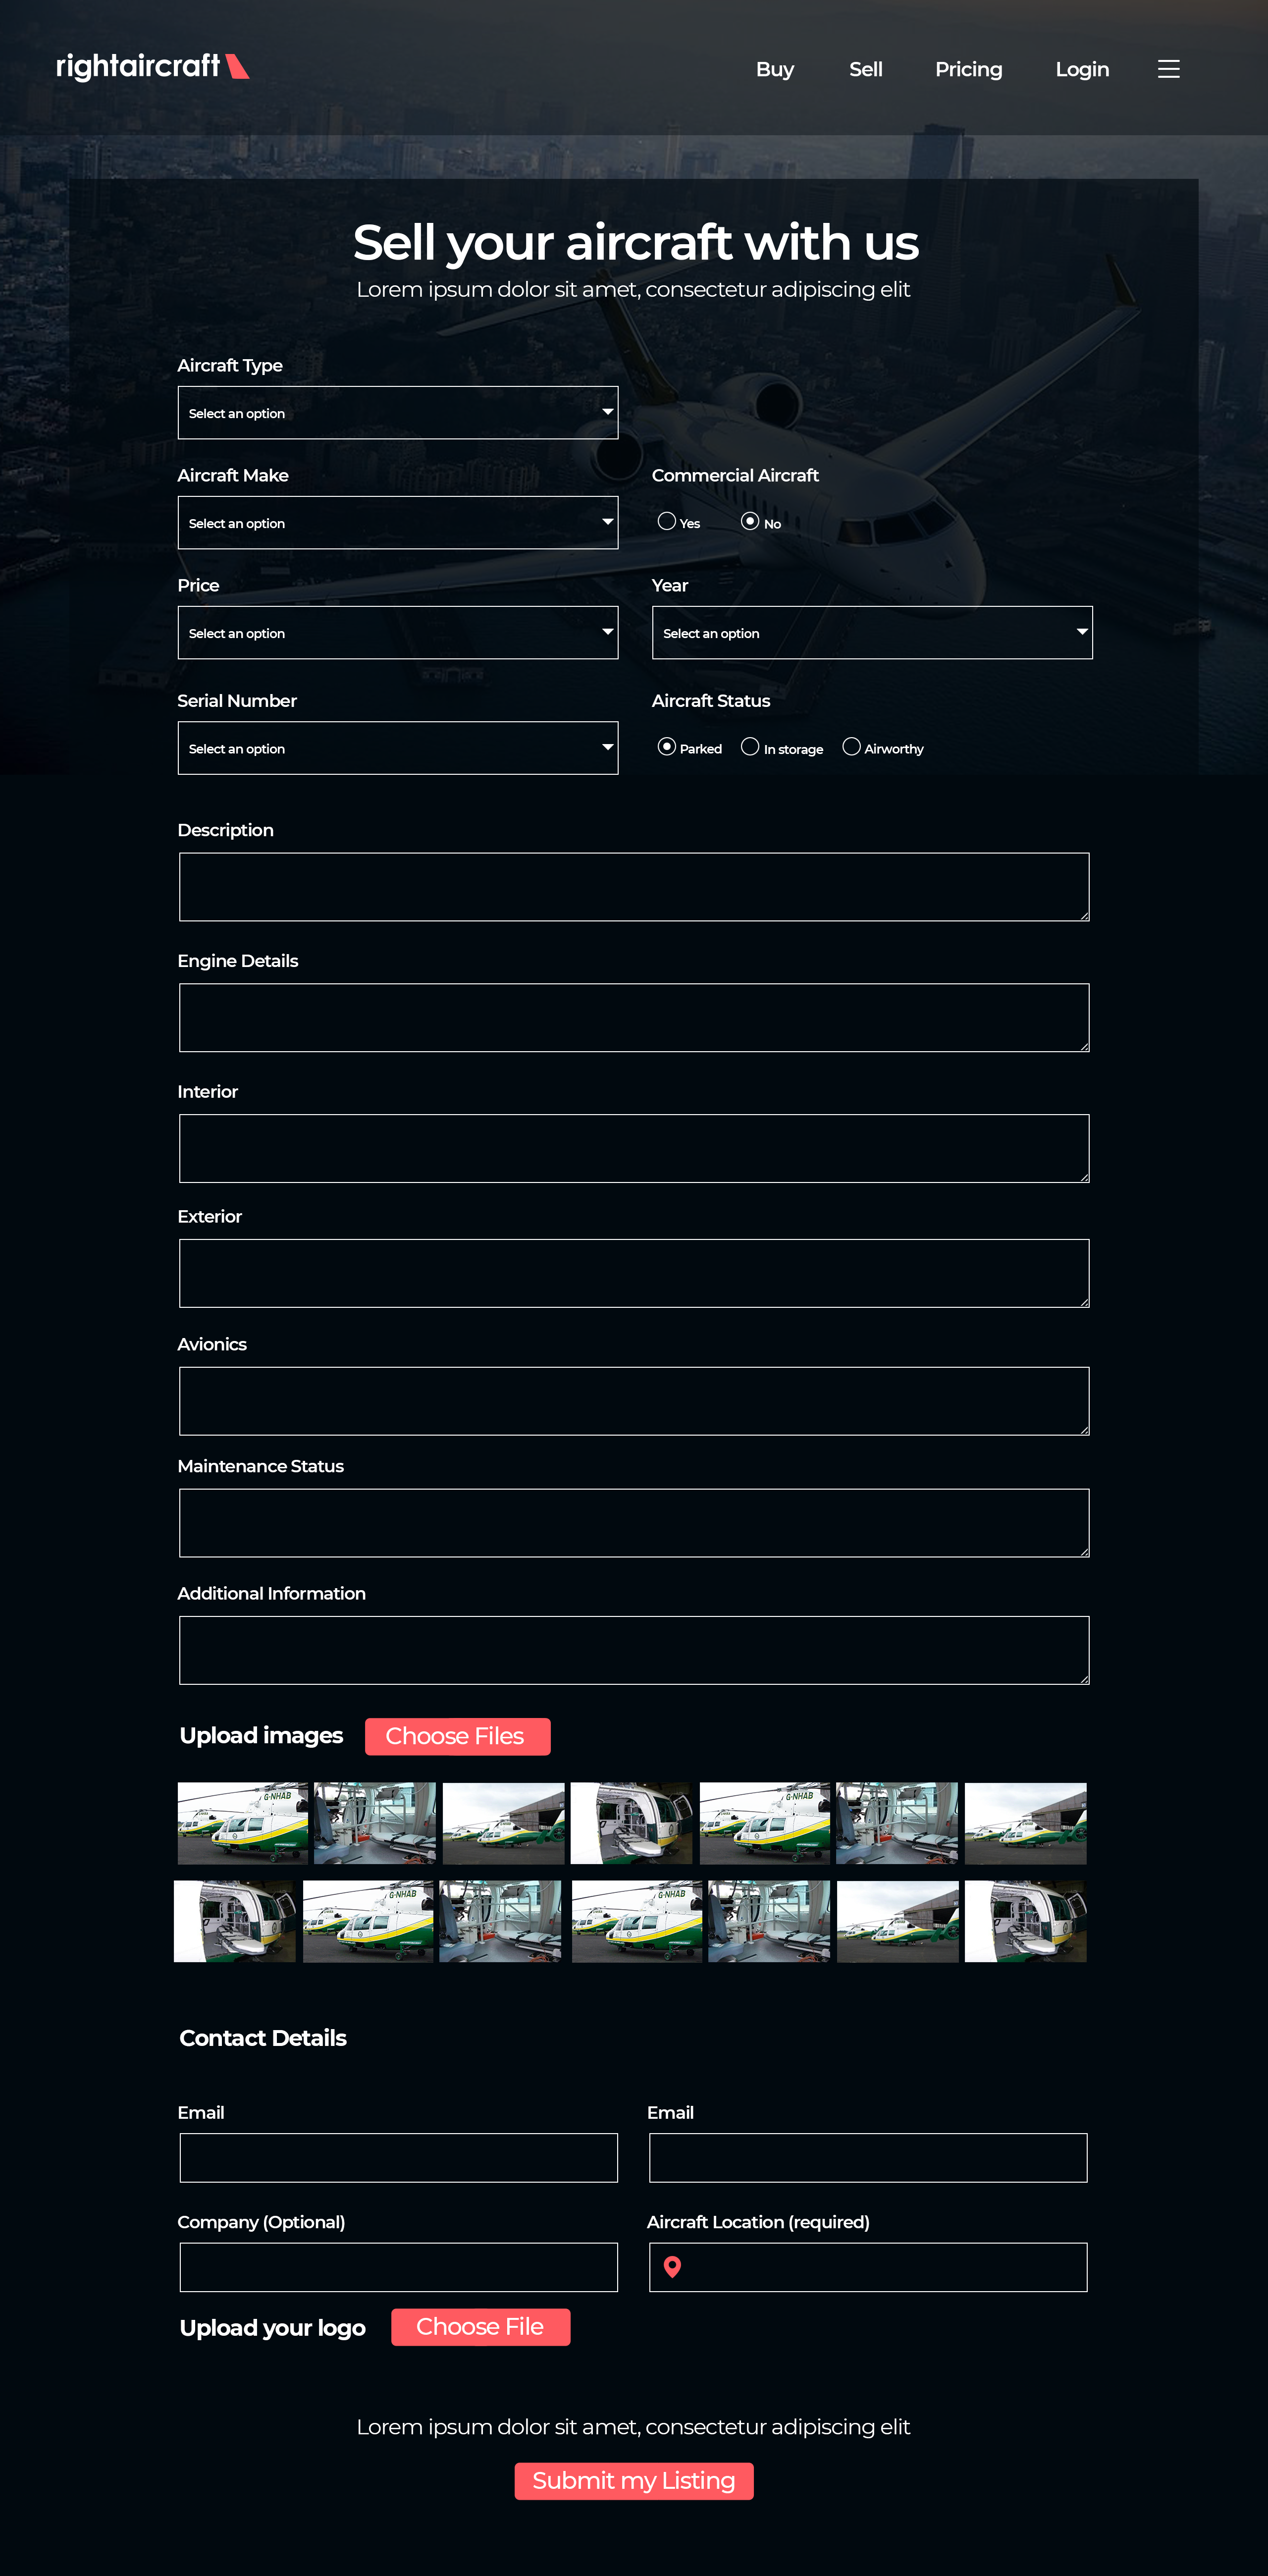 rightaircraft
Buy Sell Pricing Login
Sell your aircraft with us
Lorem ipsum dolor sit amet, consectetur adipiscing elit
Aircraft Type
Select an option
Aircraft Make Commercial Aircraft
Select an option Yes No
Price Year
Select an option Select an option
Serial Number Aircraft Status
Select an option Parked In storage Airworthy
Description
Engine Details
Interior
Exterior
Avionics
Maintenance Status
Additional Information
Upload images Choose Files
G-NHAB G-NHAB
G-NHAB G-NHAB
Contact Details
Email Email
Company (Optional) Aircraft Location (required)
Upload your logo Choose File
Lorem ipsum dolor sit amet, consectetur adipiscing elit
Submit my Listing